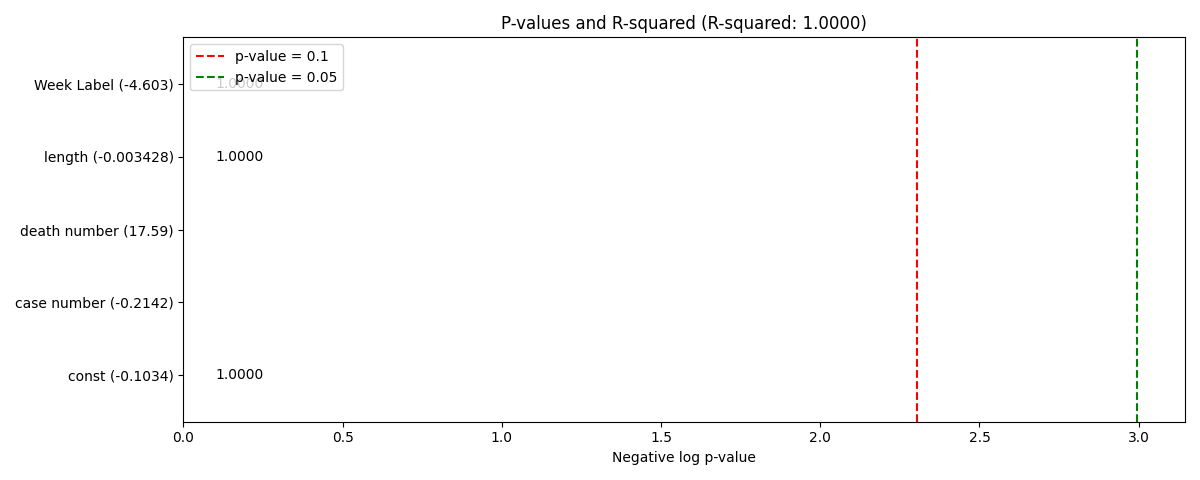 P-values and R-squared (R-squared: 1.0000)
p-value = 0.1
p-value = 0.05
Week Label (-4.603)
1.0000
length (-0.003428)
1.0000
death number (17.59)
case number (-0.2142)
const (-0.1034)
1.0000
0.0 0.5 1.0 1.5 2.0 2.5 3.0
Negative log p-value